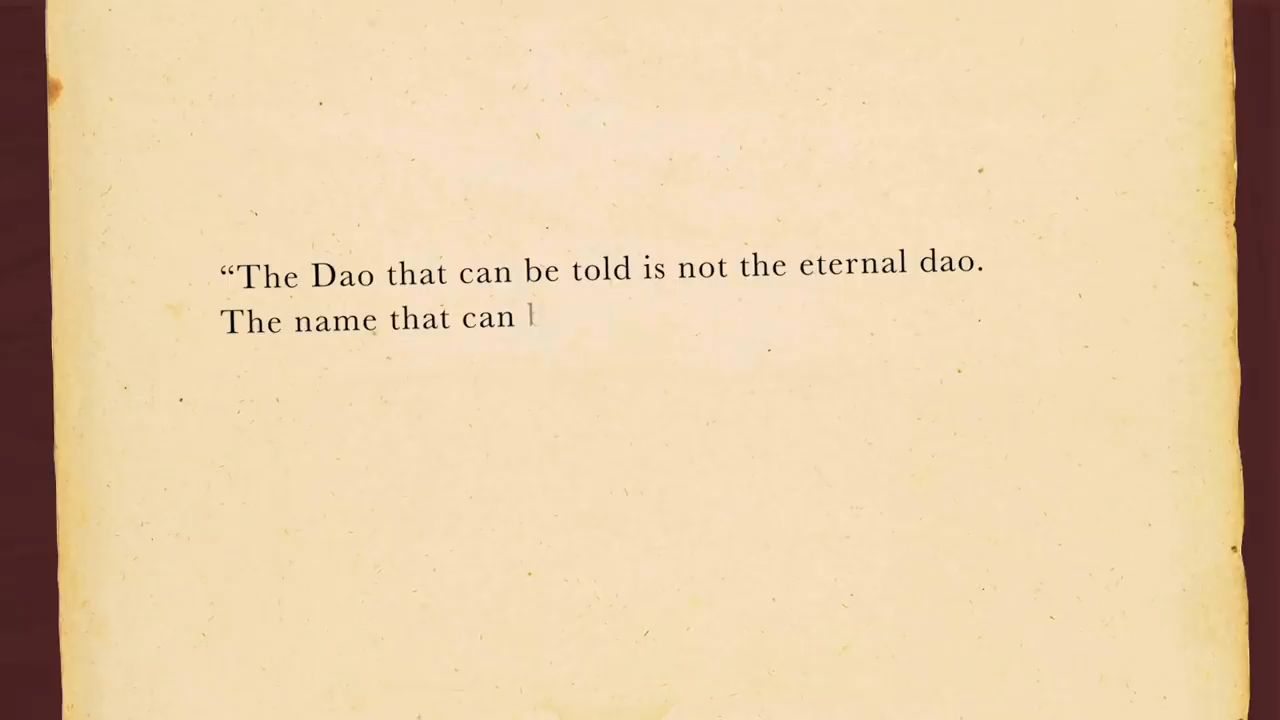 “The Dao that can be told is not the eternal dao.
The name that can